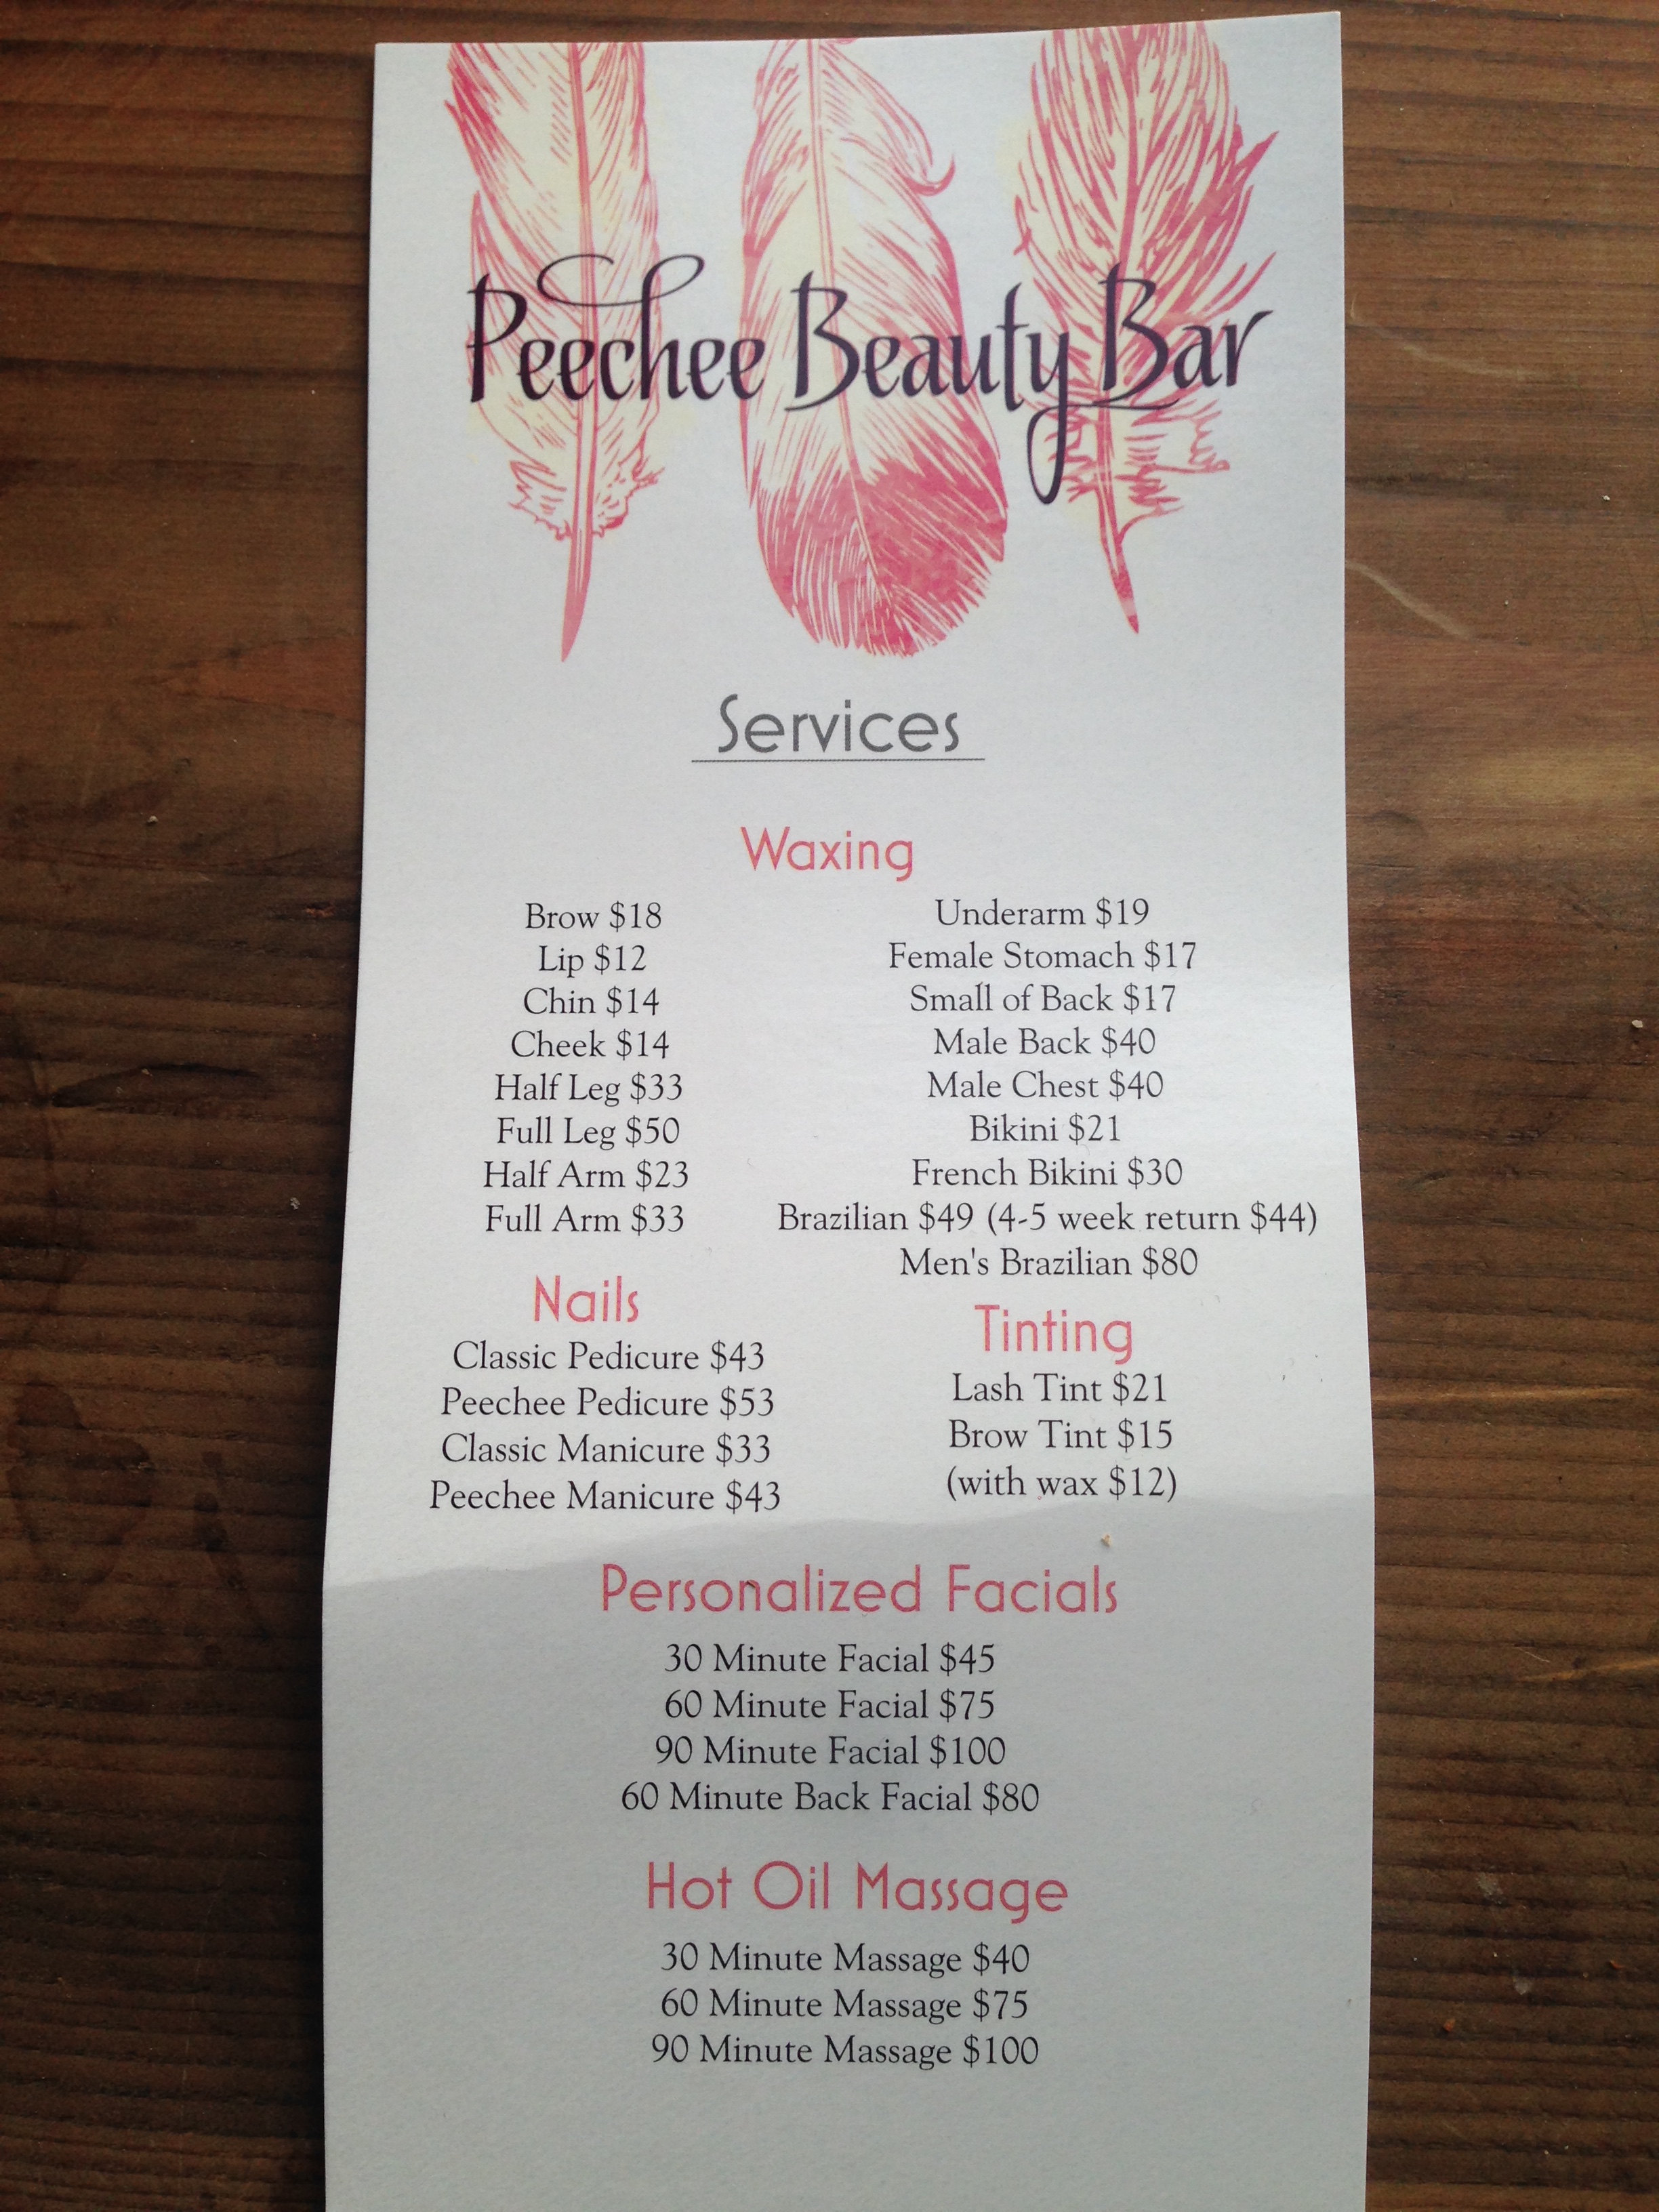 Peechee Beauty Bar
Services
Waxing
Brow $18
Lip $12
Chin $14
Cheek $14
Half Leg $33
Full Leg $50
Half Arm $23
Full Arm $33
Underarm $19
Female Stomach $17
Small of Back $17
Male Back $40
Male Chest $40
Bikini $21
French Bikini $30
Brazilian $49 (4-5 week return $44)
Men's Brazilian $80
Nails
Classic Pedicure $43
Peechee Pedicure $53
Classic Manicure $33
Peechee Manicure $43
Tinting
Lash Tint $21
Brow Tint $15
(with wax $12)
Personalized Facials
30 Minute Facial $45
60 Minute Facial $75
90 Minute Facial $100
60 Minute Back Facial $80
Hot Oil Massage
30 Minute Massage $40
60 Minute Massage $75
90 Minute Massage $100